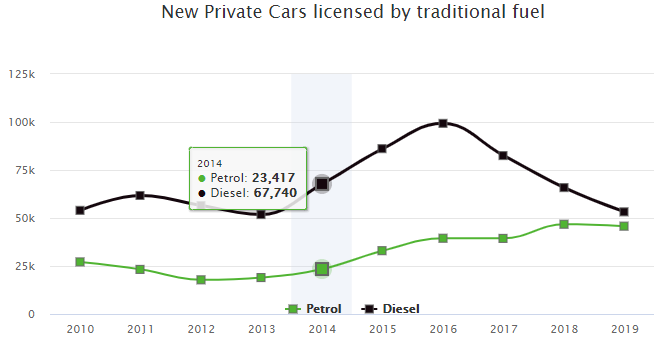 New Private Cars licensed by traditional fuel
125k
100k
75k
50k
25k
0
2014
Petrol: 23,417
Diesel: 67,740
Petrol Diesel
2010 2011 2012 2013 2014 2015 2016 2017 2018 2019